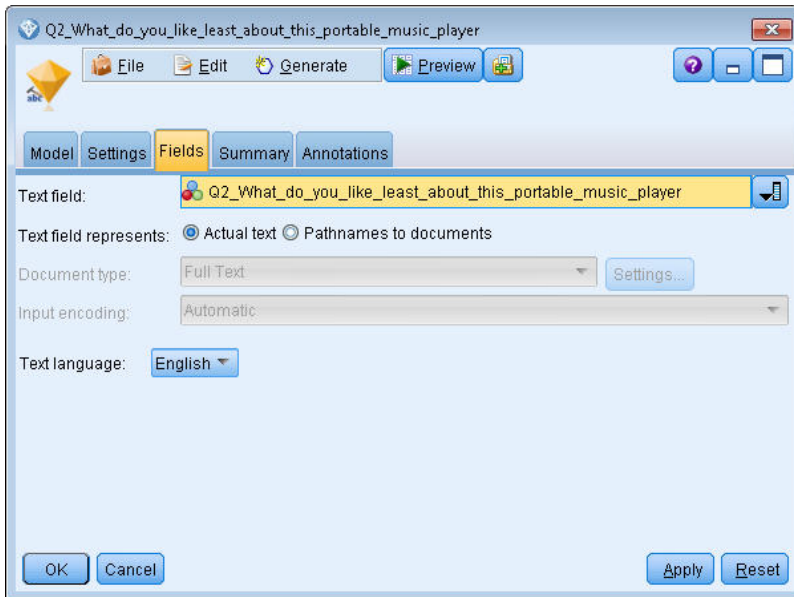 Q2_What_do_you_like_least_about_this_portable_music_player
File Edit Generate Preview ?
abc
Model Settings Fields Summary Annotations
Text field: Q2_What_do_you_like_least_about_this_portable_music_player
Text field represents: Actual text Pathnames to documents
Document type: Full Text Settings...
Input encoding: Automatic
Text language: English
OK Cancel Apply Reset